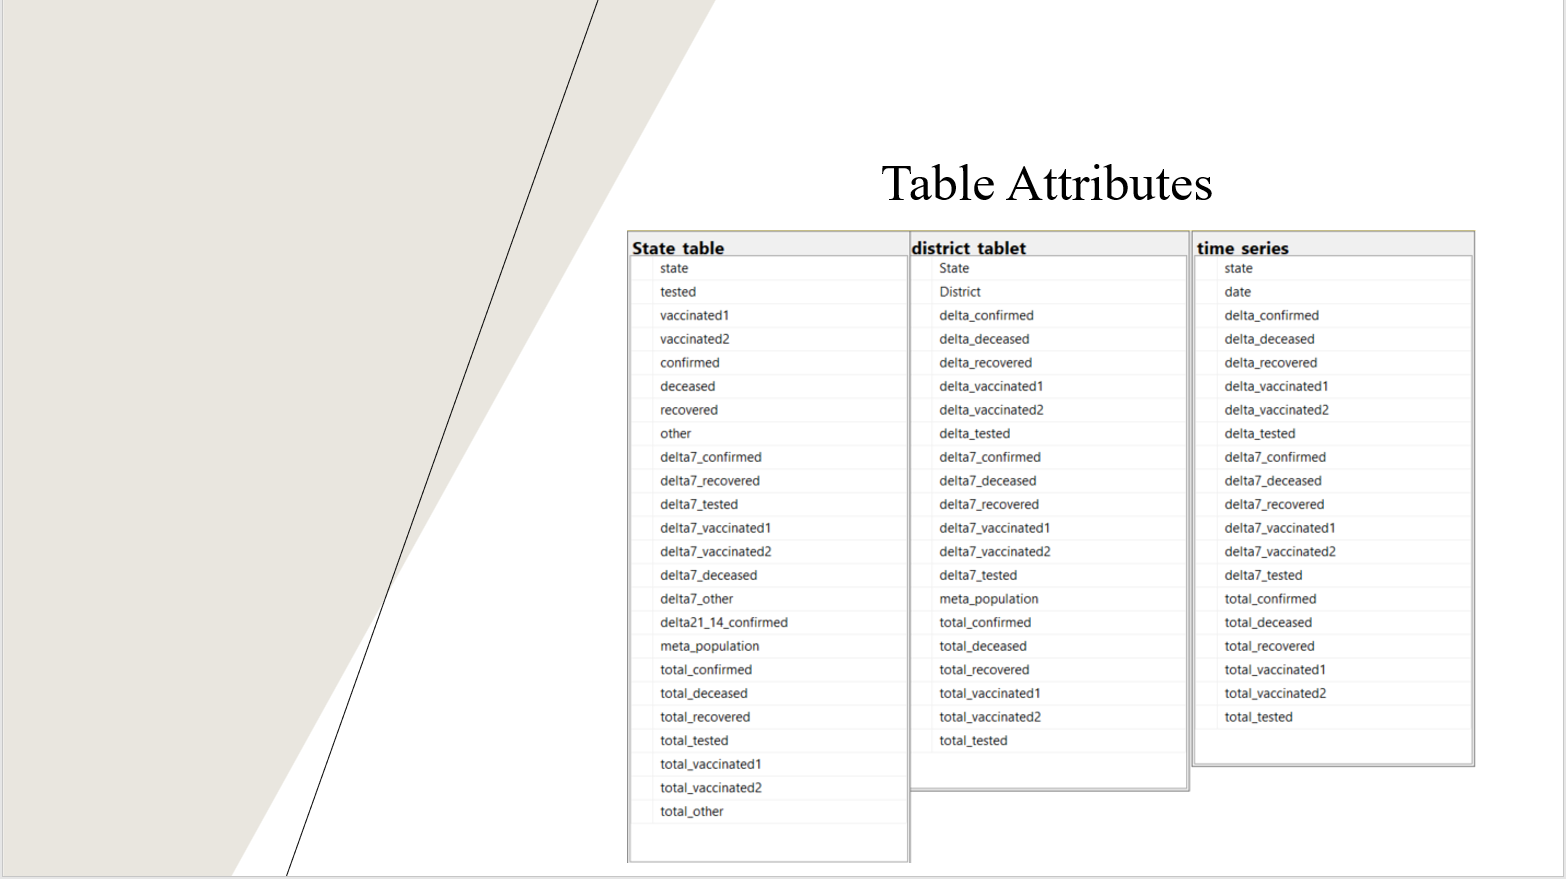 Table Attributes
State table
state
tested
vaccinated1
vaccinated2
confirmed
deceased
recovered
other
delta7_confirmed
delta7_recovered
delta7_tested
delta7_vaccinated1
delta7_vaccinated2
delta7_deceased
delta7_other
delta21_14_confirmed
meta_population
total_confirmed
total_deceased
total_recovered
total_tested
total_vaccinated1
total_vaccinated2
total_other
district tablet
State
District
delta_confirmed
delta_deceased
delta_recovered
delta_vaccinated1
delta_vaccinated2
delta_tested
delta7_confirmed
delta7_deceased
delta7_recovered
delta7_vaccinated1
delta7_vaccinated2
delta7_tested
meta_population
total_confirmed
total_deceased
total_recovered
total_vaccinated1
total_vaccinated2
total_tested
time series
state
date
delta_confirmed
delta_deceased
delta_recovered
delta_vaccinated1
delta_vaccinated2
delta_tested
delta7_confirmed
delta7_deceased
delta7_recovered
delta7_vaccinated1
delta7_vaccinated2
delta7_tested
total_confirmed
total_deceased
total_recovered
total_vaccinated1
total_vaccinated2
total_tested